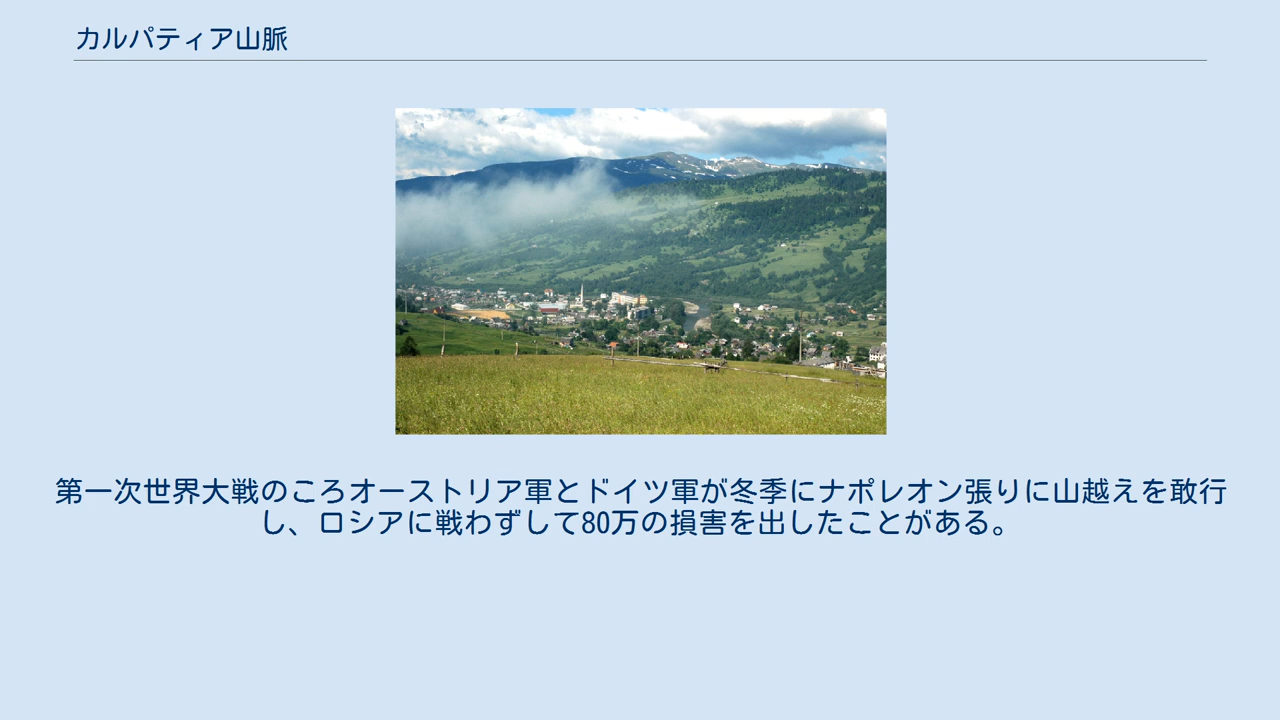 カルパティア山脈
第一次世界大戦のころオーストリア軍とドイツ軍が冬季にナポレオン張りに山越えを敢行
し、ロシアに戦わずして80万の損害を出したことがある。